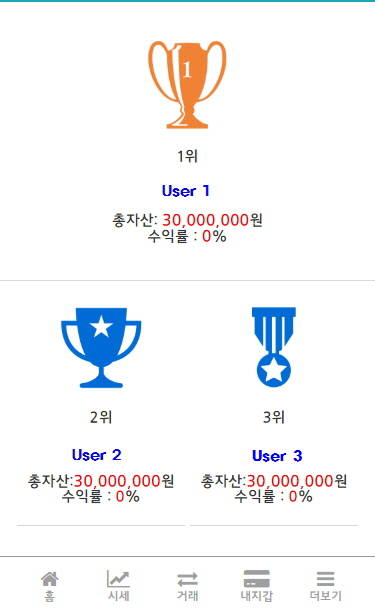 1
1위
User 1
총자산: 30,000,000원
수익률 : 0%
2위
3위
User 2
User 3
총자산:30,000,000원
총자산:30,000,000원
수익률 : 0%
수익률 : 0%
홈
시세
거래
내지갑
더보기